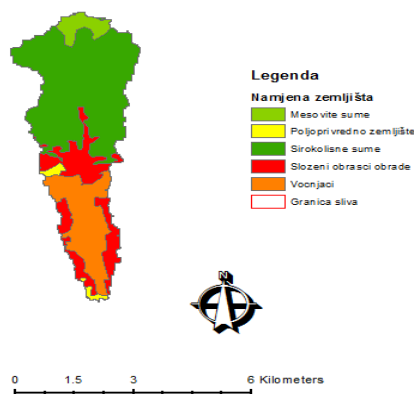 Legenda
Namjena zemljišta
Mesovite sume
Poljoprivredno zemljište
Sirokolisne sume
Slozeni obrasci obrade
Vocnjaci
Granica sliva
N
0 1.5 3 6 Kilometers